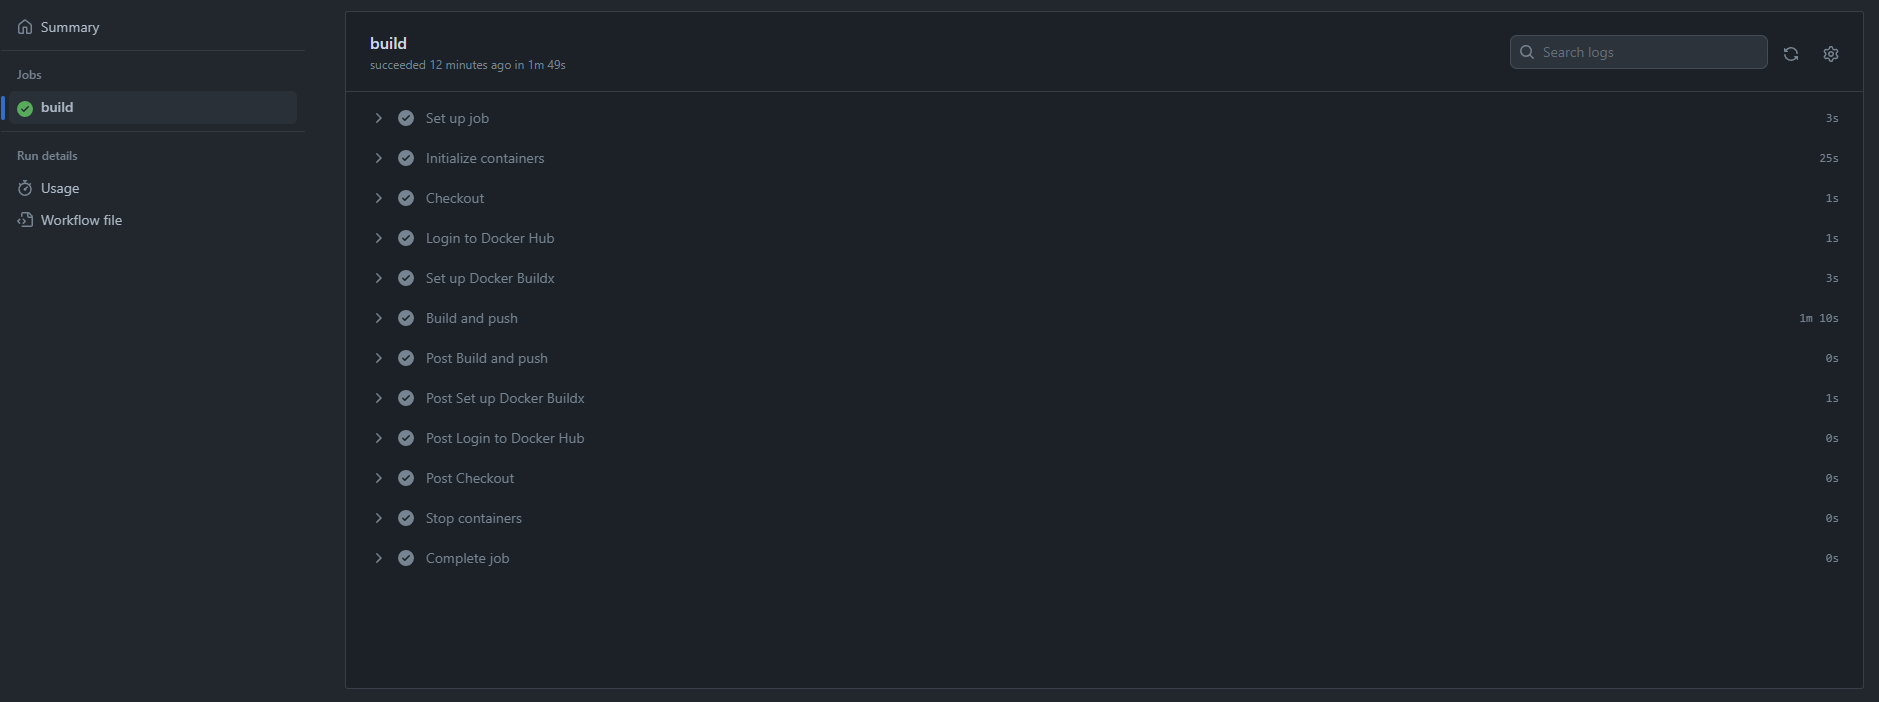 Summary
Jobs
build
Run details
Usage
Workflow file
build
succeeded 12 minutes ago in 1m 49s
Search logs
Set up job 3s
Initialize containers 25s
Checkout 1s
Login to Docker Hub 1s
Set up Docker Buildx 3s
Build and push 1m 10s
Post Build and push 0s
Post Set up Docker Buildx 1s
Post Login to Docker Hub 0s
Post Checkout 0s
Stop containers 0s
Complete job 0s